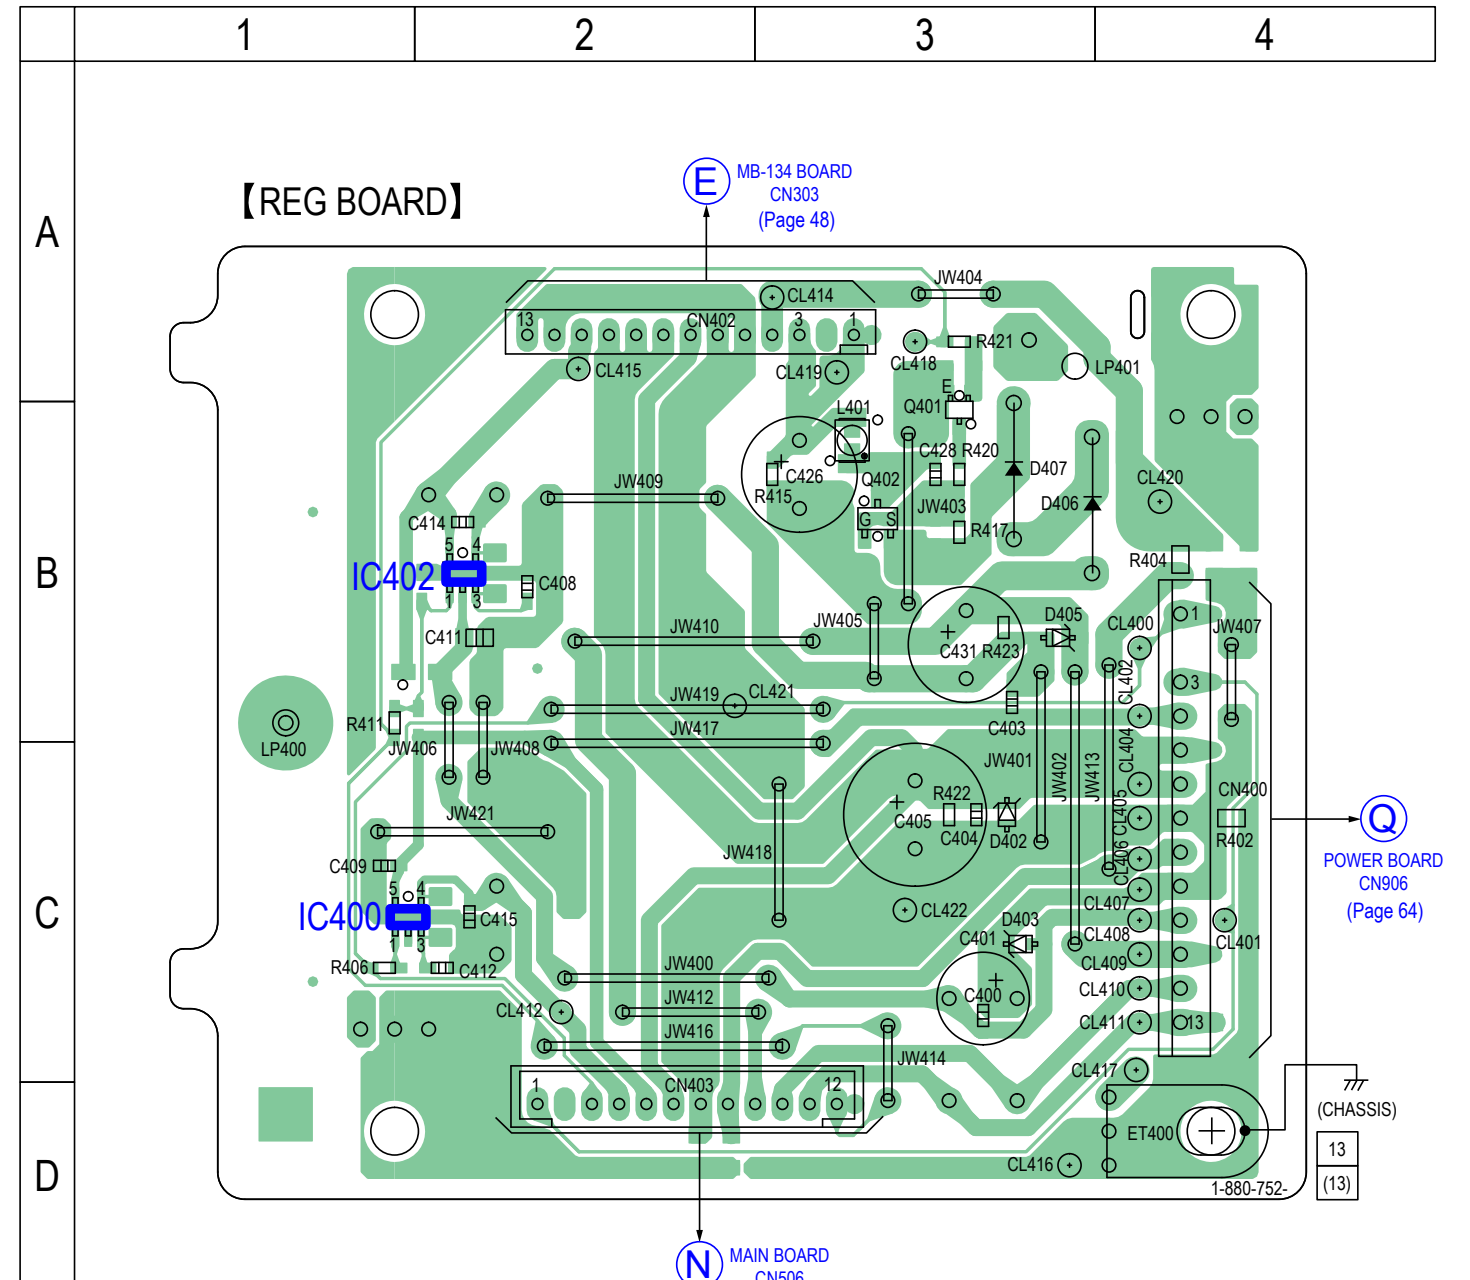 1 2 3 4
A
B
C
D
【REG BOARD】
E
MB-134 BOARD
CN303
(Page 48)
JW404
CL414
13 CN402 3 1
CL418 R421
CL415 CL419 LP401
E
L401 Q401
C428 R420
C426 D407
R415 Q402 JW403 D406 CL420
JW409
G S R417
C414
5 4
IC402
1 3
C408
R404
C411
JW410 JW405
C431 R423 D405
CL400 1 JW407
CL402 3
JW419 CL421
C403
R411
JW417
LP400 JW406 JW408
CL404
JW401 JW402 JW413
CN400
R422
C405 C404 D402
CL405
R402
JW421
JW418
CL406
Q
POWER BOARD
CN906
(Page 64)
C409
5 4
IC400
1 3
C415
CL407
CL422 D403
CL408 CL401
C401
R406 C412
CL409
JW400
C400
CL410
CL412 JW412
CL411 13
JW416
JW414
CL417
1 CN403 12
(CHASSIS)
ET400
13
(13)
CL416
1-880-752-
N
MAIN BOARD
CN506